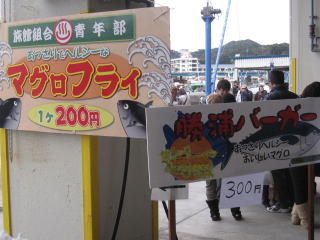 旅館組合青年部
あっさりヘルシーな
マグロフライ
1ヶ200円
勝浦バーガー
あっさりヘルシー
おいしいマグロ
300円